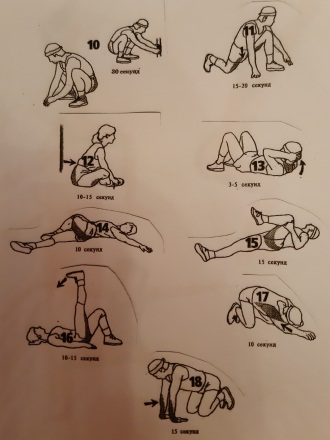 10
30 секунд
11
15-20 секунд
12
10-15 секунд
13
3-5 секунд
14
10 секунд
15
15 секунд
16
10-15 секунд
17
10 секунд
18
15 секунд